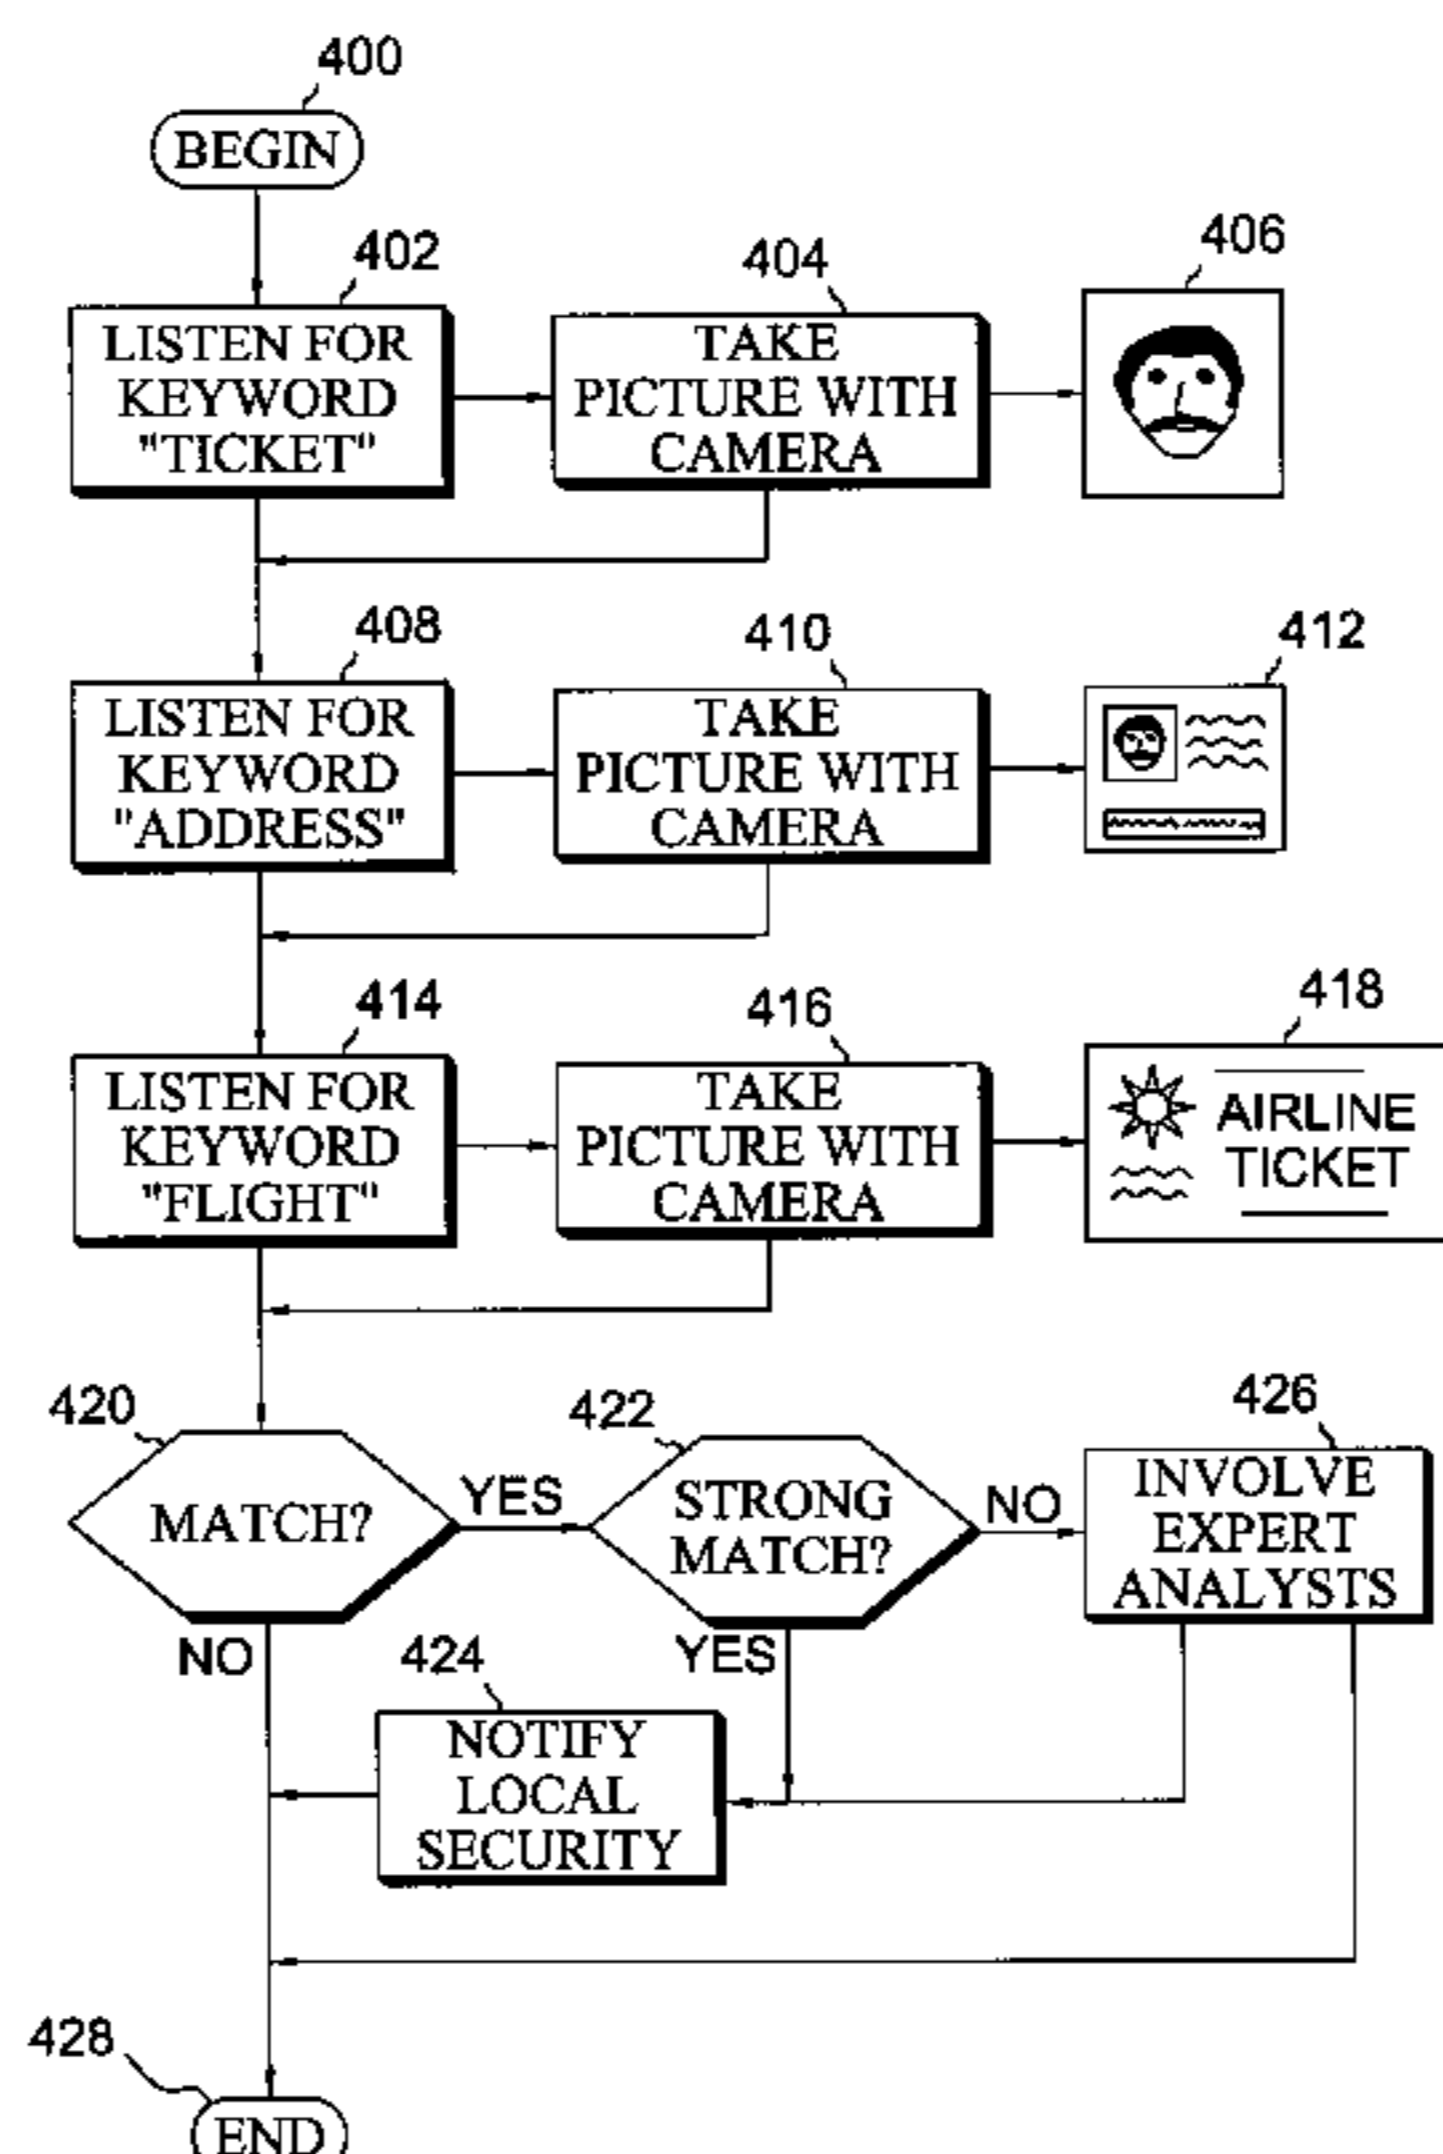 400
BEGIN
402
LISTEN FOR
KEYWORD
"TICKET"
404
TAKE
PICTURE WITH
CAMERA
406
408
LISTEN FOR
KEYWORD
"ADDRESS"
410
TAKE
PICTURE WITH
CAMERA
412
414
LISTEN FOR
KEYWORD
"FLIGHT"
416
TAKE
PICTURE WITH
CAMERA
418
AIRLINE
TICKET
420
MATCH?
YES
NO
422
STRONG
MATCH?
NO
YES
426
INVOLVE
EXPERT
ANALYSTS
424
NOTIFY
LOCAL
SECURITY
428
END